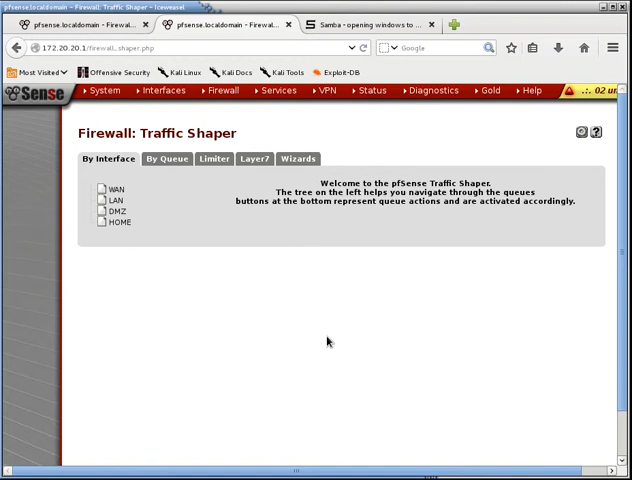 pfsense.localdomain - Firewall: Traffic Shaper - Iceweasel
pfsense.localdomain - Firewal...
pfsense.localdomain - Firewal...
Samba - opening windows to ...
172.20.20.1/firewall_shaper.php
Google
Most Visited
Offensive Security
Kali Linux
Kali Docs
Kali Tools
Exploit-DB
Sense
System
Interfaces
Firewall
Services
VPN
Status
Diagnostics
Gold
Help
.:. 02 un
Firewall: Traffic Shaper
?
By Interface
By Queue
Limiter
Layer7
Wizards
WAN
LAN
DMZ
HOME
Welcome to the pfSense Traffic Shaper.
The tree on the left helps you navigate through the queues
buttons at the bottom represent queue actions and are activated accordingly.